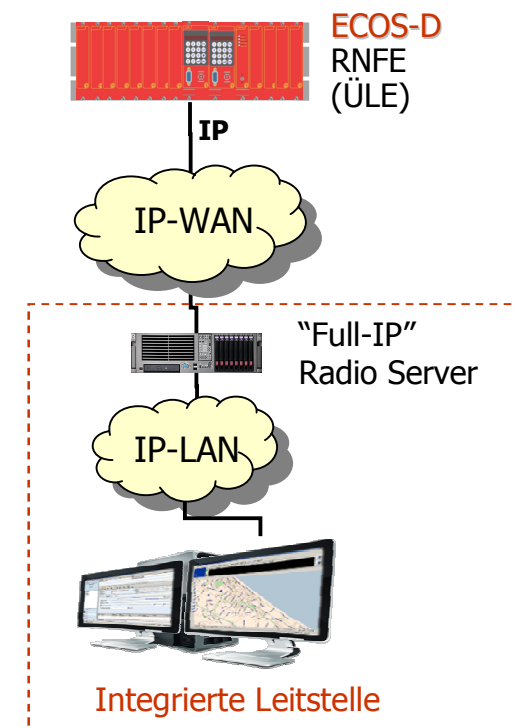 ECOS-D
RNFE
(ÜLE)
IP
IP-WAN
“Full-IP”
Radio Server
IP-LAN
Integrierte Leitstelle